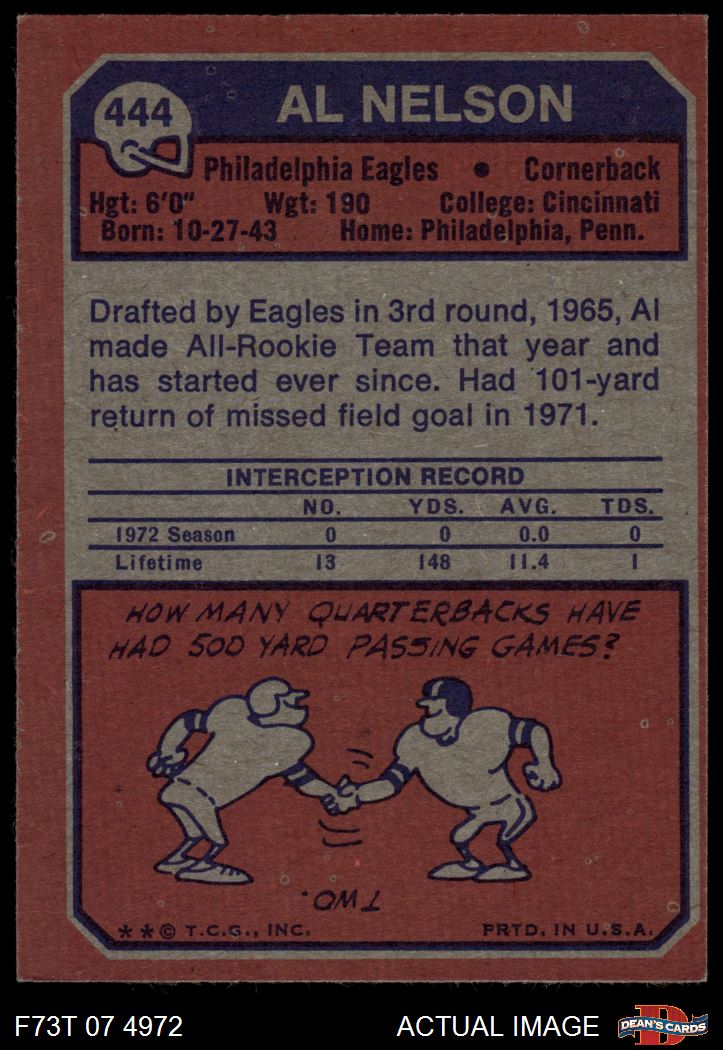 444
AL NELSON
Philadelphia Eagles • Cornerback
Hgt: 6'0" Wgt: 190 College: Cincinnati
Born: 10-27-43 Home: Philadelphia, Penn.
Drafted by Eagles in 3rd round, 1965, Al
made All-Rookie Team that year and
has started ever since. Had 101-yard
return of missed field goal in 1971.
INTERCEPTION RECORD
NO. YDS. AVG. TDS.
1972 Season 0 0 0.0 0
Lifetime 13 148 11.4 1
HOW MANY QUARTERBACKS HAVE
HAD 500 YARD PASSING GAMES?
TWO.
**© T.C.G., INC. PRTD. IN U.S.A.
F73T 07 4972 ACTUAL IMAGE
D
DEAN'S CARDS